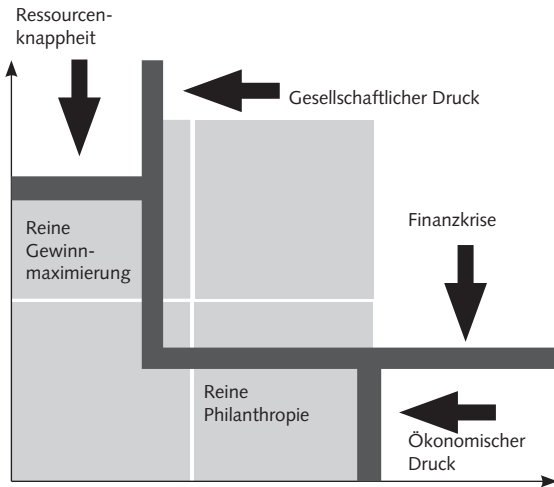 Ressourcen-
knappheit
Gesellschaftlicher Druck
Reine
Gewinn-
maximierung
Finanzkrise
Reine
Philanthropie
Ökonomischer
Druck